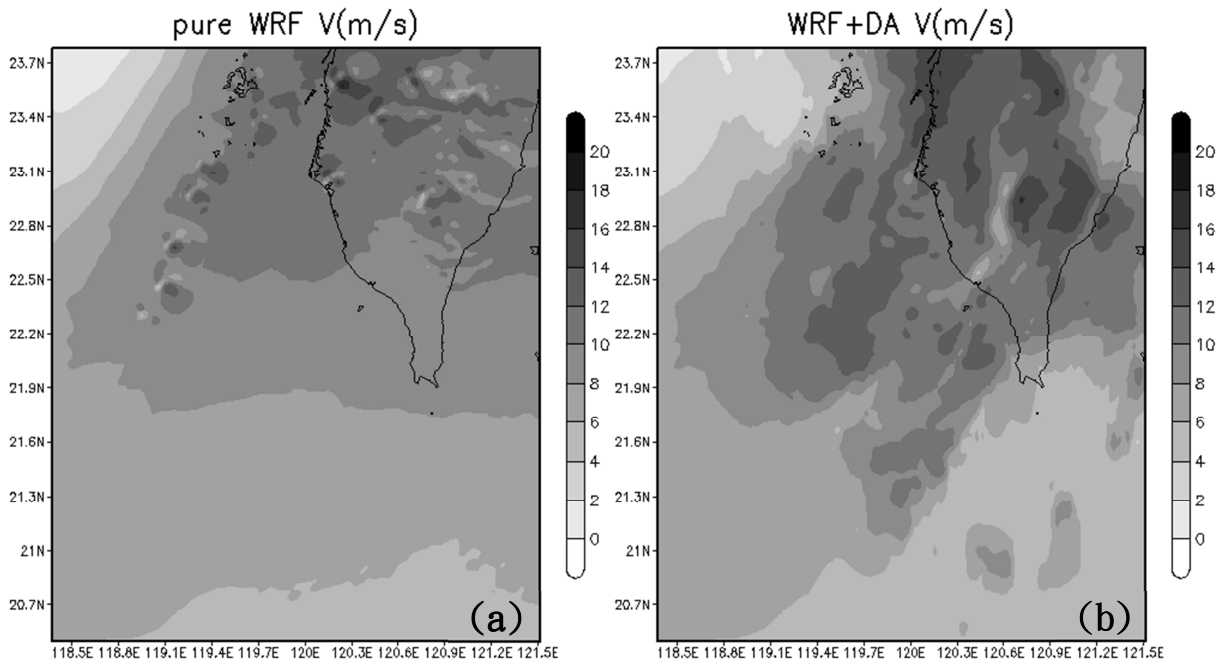 pure WRF V(m/s)
WRF+DA V(m/s)
23.7N
23.4N
23.1N
22.8N
22.5N
22.2N
21.9N
21.6N
21.3N
21N
20.7N
118.5E 118.8E 119.1E 119.4E 119.7E 120E 120.3E 120.6E 120.9E 121.2E 121.5E
20
18
16
14
12
10
8
6
4
2
0
(a)
23.7N
23.4N
23.1N
22.8N
22.5N
22.2N
21.9N
21.6N
21.3N
21N
20.7N
118.5E 118.8E 119.1E 119.4E 119.7E 120E 120.3E 120.6E 120.9E 121.2E 121.5E
20
18
16
14
12
10
8
6
4
2
0
(b)